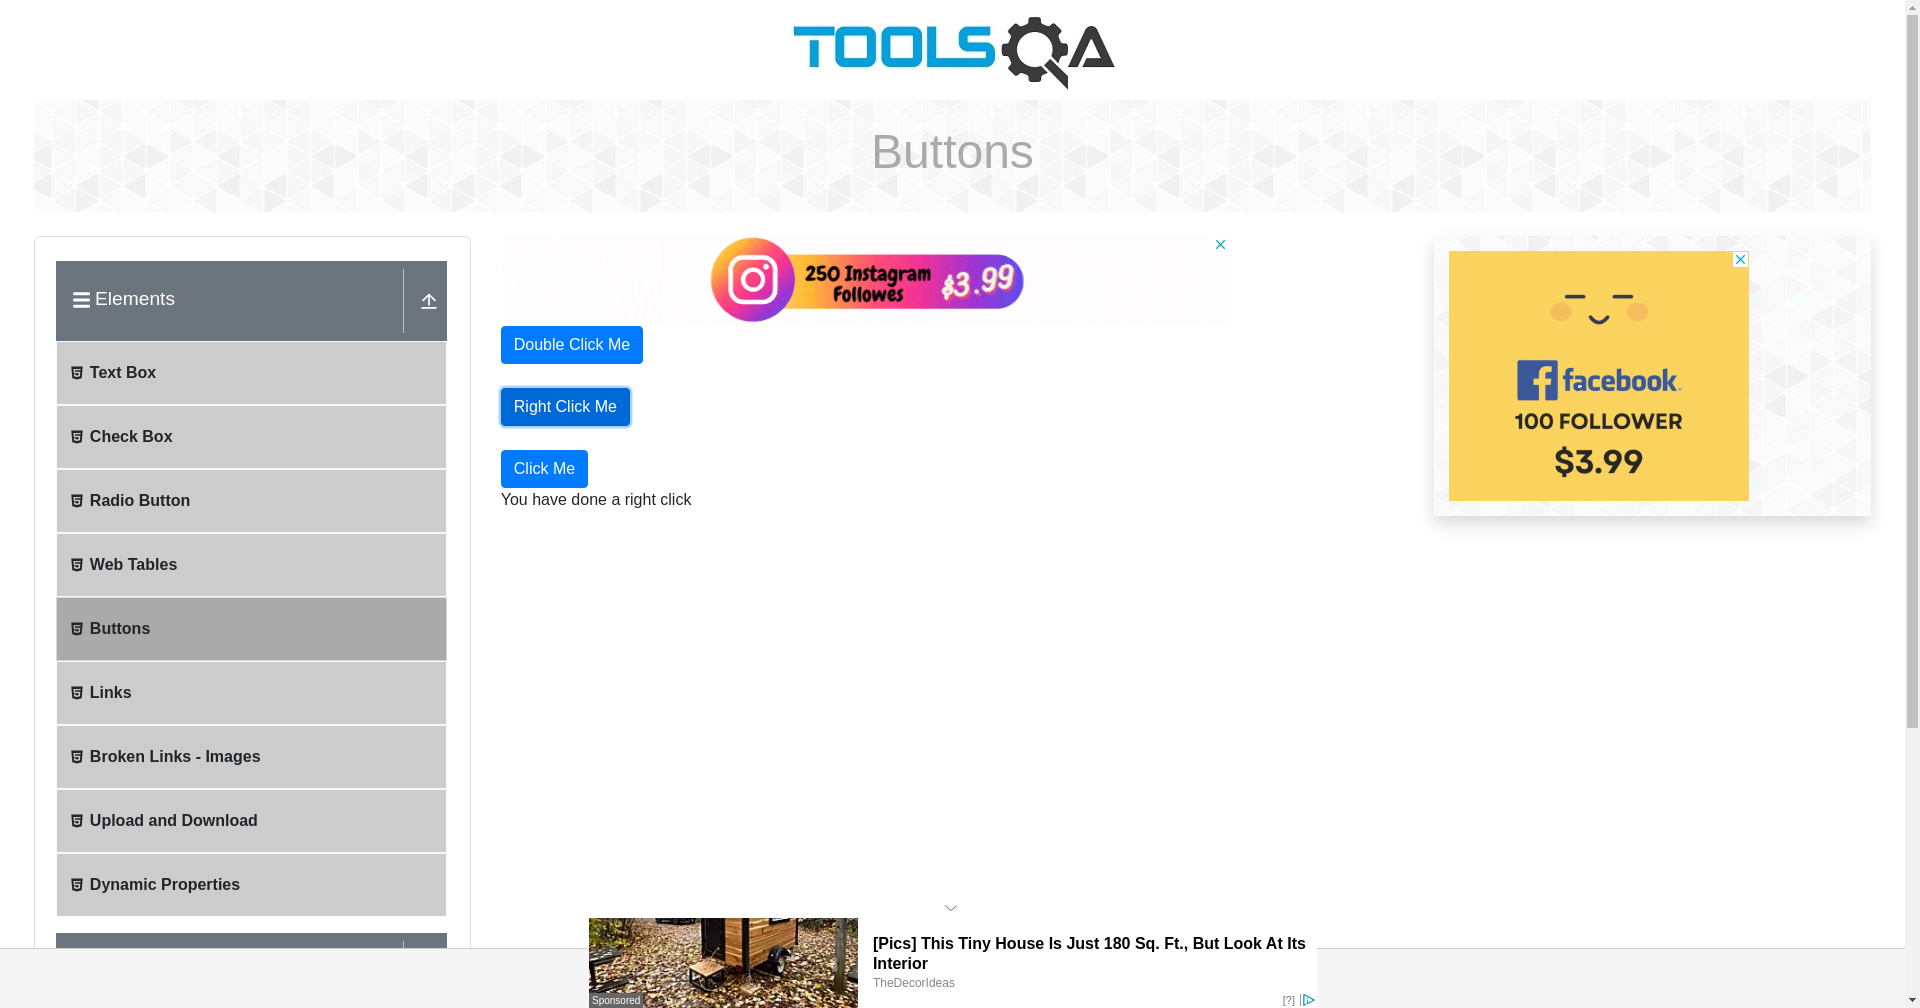 TOOLSQA
Buttons
Elements
Text Box
Check Box
Radio Button
Web Tables
Buttons
Links
Broken Links - Images
Upload and Download
Dynamic Properties
250 Instagram
Followes
$3.99
Double Click Me
Right Click Me
Click Me
You have done a right click
facebook.
100 FOLLOWER
$3.99
Sponsored
[Pics] This Tiny House Is Just 180 Sq. Ft., But Look At Its
Interior
TheDecorIdeas
[?]